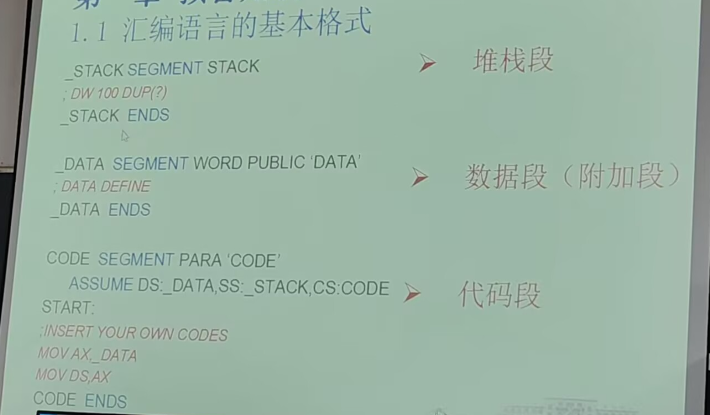 1.1 汇编语言的基本格式
_STACK SEGMENT STACK
堆栈段
; DW 100 DUP(?)
_STACK ENDS
_DATA SEGMENT WORD PUBLIC 'DATA'
数据段（附加段）
; DATA DEFINE
_DATA ENDS
CODE SEGMENT PARA 'CODE'
ASSUME DS:_DATA,SS:_STACK,CS:CODE
代码段
START:
;INSERT YOUR OWN CODES
MOV AX,_DATA
MOV DS,AX
CODE ENDS